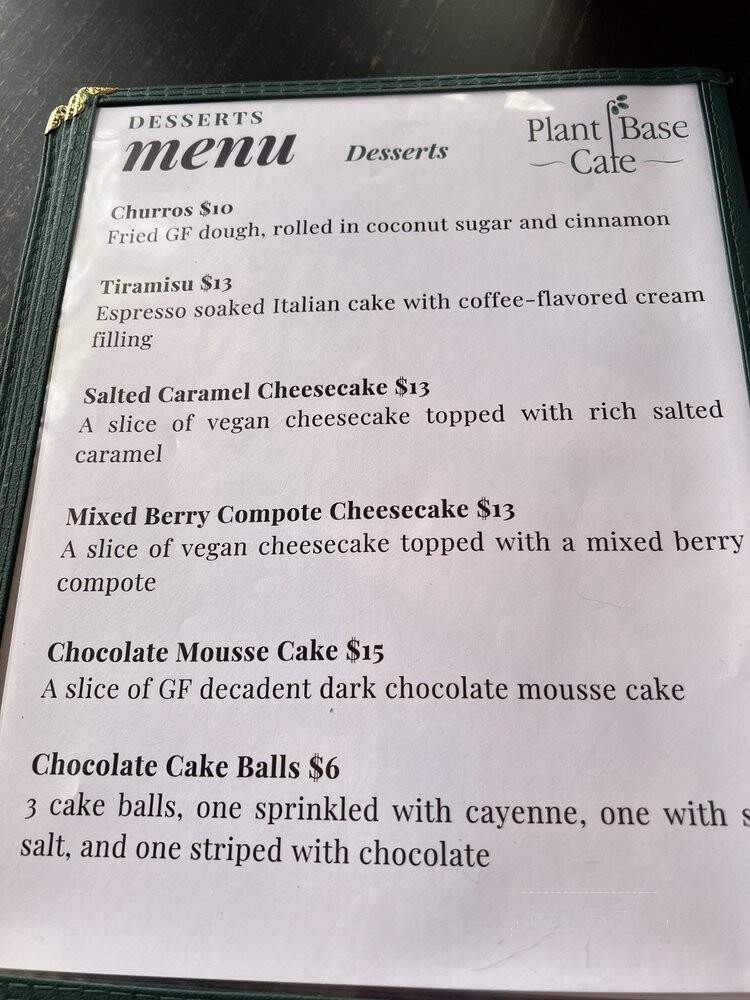 DESSERTS
menu
Desserts
Plant Base
Cafe
Churros $10
Fried GF dough, rolled in coconut sugar and cinnamon
Tiramisu $13
Espresso soaked Italian cake with coffee-flavored cream
filling
Salted Caramel Cheesecake $13
A slice of vegan cheesecake topped with rich salted
caramel
Mixed Berry Compote Cheesecake $13
A slice of vegan cheesecake topped with a mixed berry
compote
Chocolate Mousse Cake $15
A slice of GF decadent dark chocolate mousse cake
Chocolate Cake Balls $6
3 cake balls, one sprinkled with cayenne, one with
salt, and one striped with chocolate